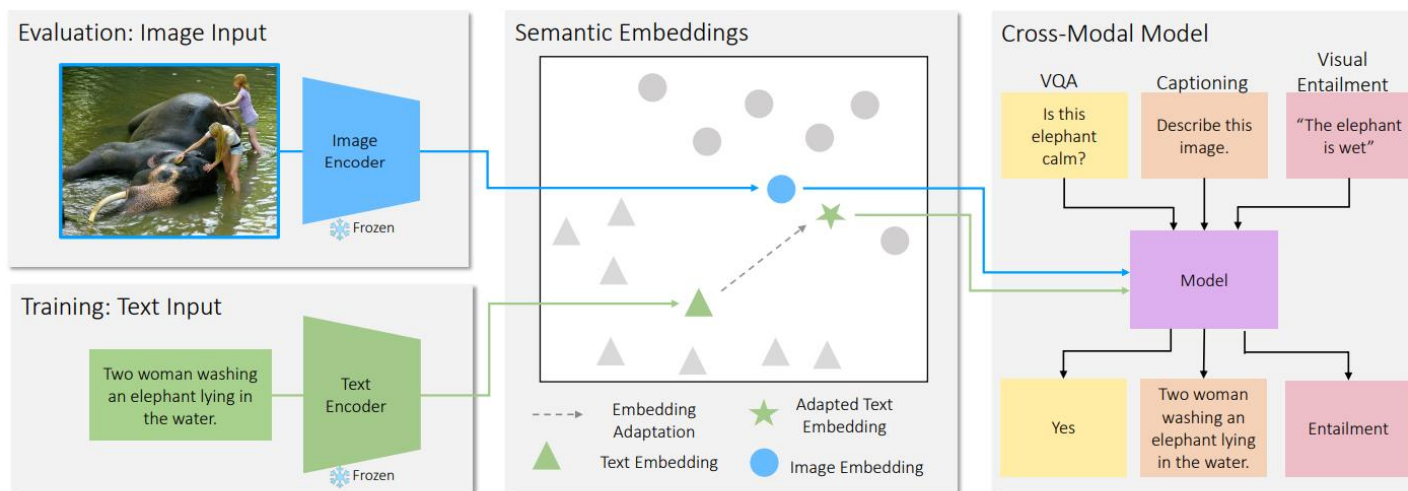 Evaluation: Image Input
Image
Encoder
Frozen
Training: Text Input
Two woman washing
an elephant lying in
the water.
Text
Encoder
Frozen
Semantic Embeddings
Embedding
Adaptation
Adapted Text
Embedding
Text Embedding
Image Embedding
Cross-Modal Model
VQA
Is this
elephant
calm?
Captioning
Describe this
image.
Visual
Entailment
“The elephant
is wet”
Model
Yes
Two woman
washing an
elephant lying
in the water.
Entailment